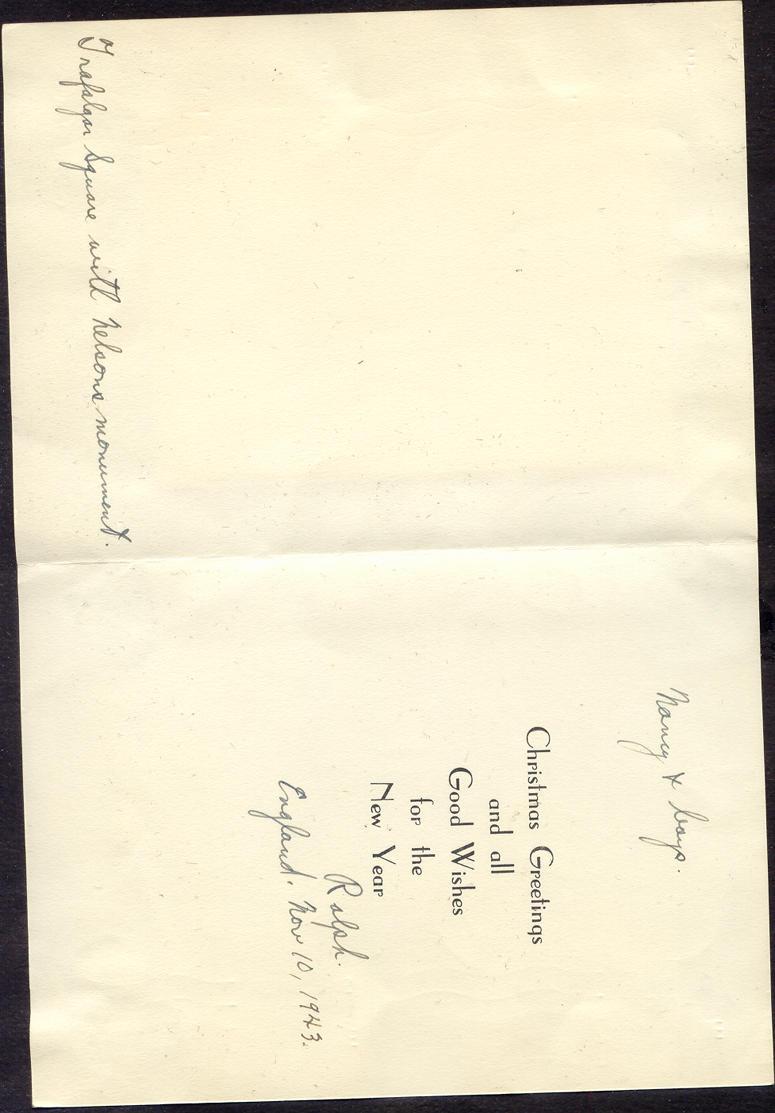 Trafalgar Square with Nelsons monument.
Nancy & boys.
Christmas Greetings
and all
Good Wishes
for the
New Year
Ralph.
England. Nov 10, 1943.